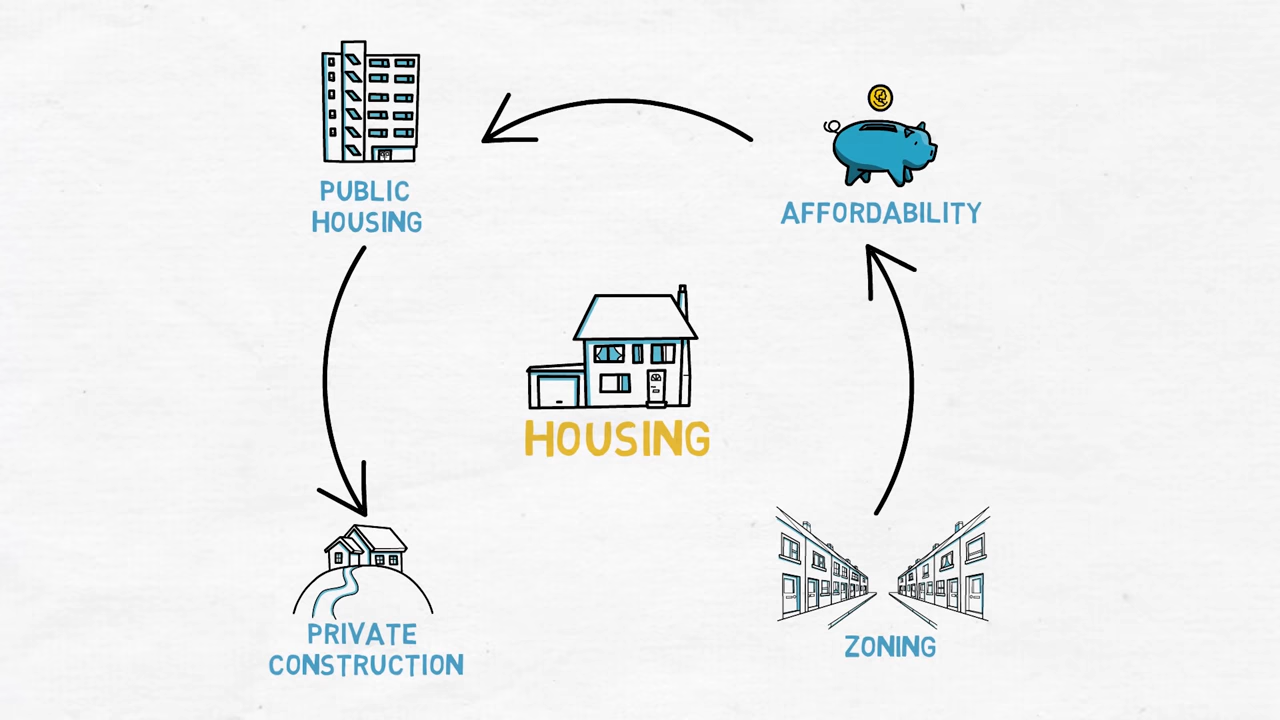 PUBLIC
HOUSING
AFFORDABILITY
HOUSING
PRIVATE
CONSTRUCTION
ZONING